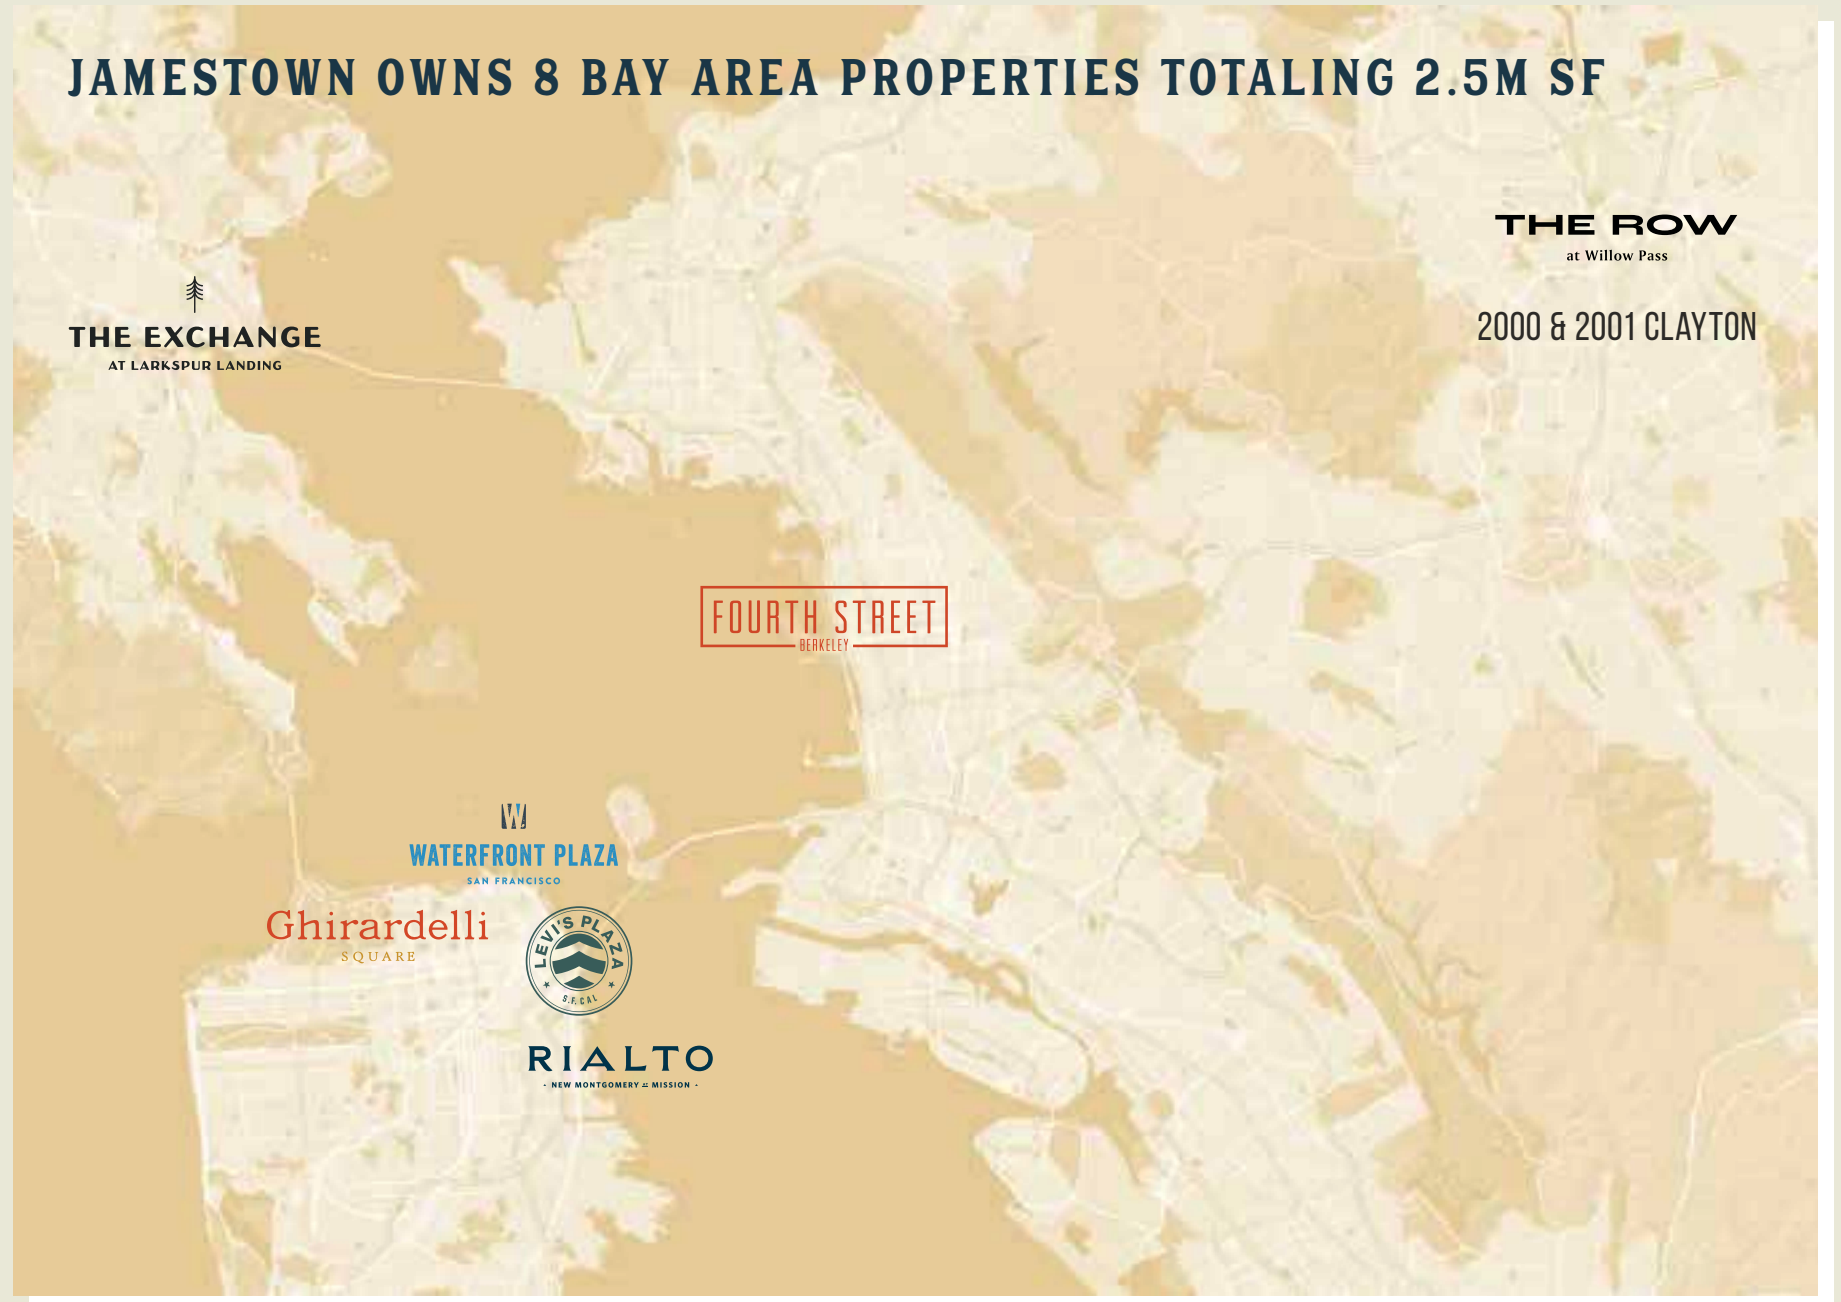 JAMESTOWN OWNS 8 BAY AREA PROPERTIES TOTALING 2.5M SF
THE ROW
at Willow Pass
2000 & 2001 CLAYTON
THE EXCHANGE
AT LARKSPUR LANDING
FOURTH STREET
BERKELEY
W
WATERFRONT PLAZA
SAN FRANCISCO
Ghirardelli
SQUARE
LEVI'S PLAZA
S.F. CAL
RIALTO
- NEW MONTGOMERY AT MISSION -